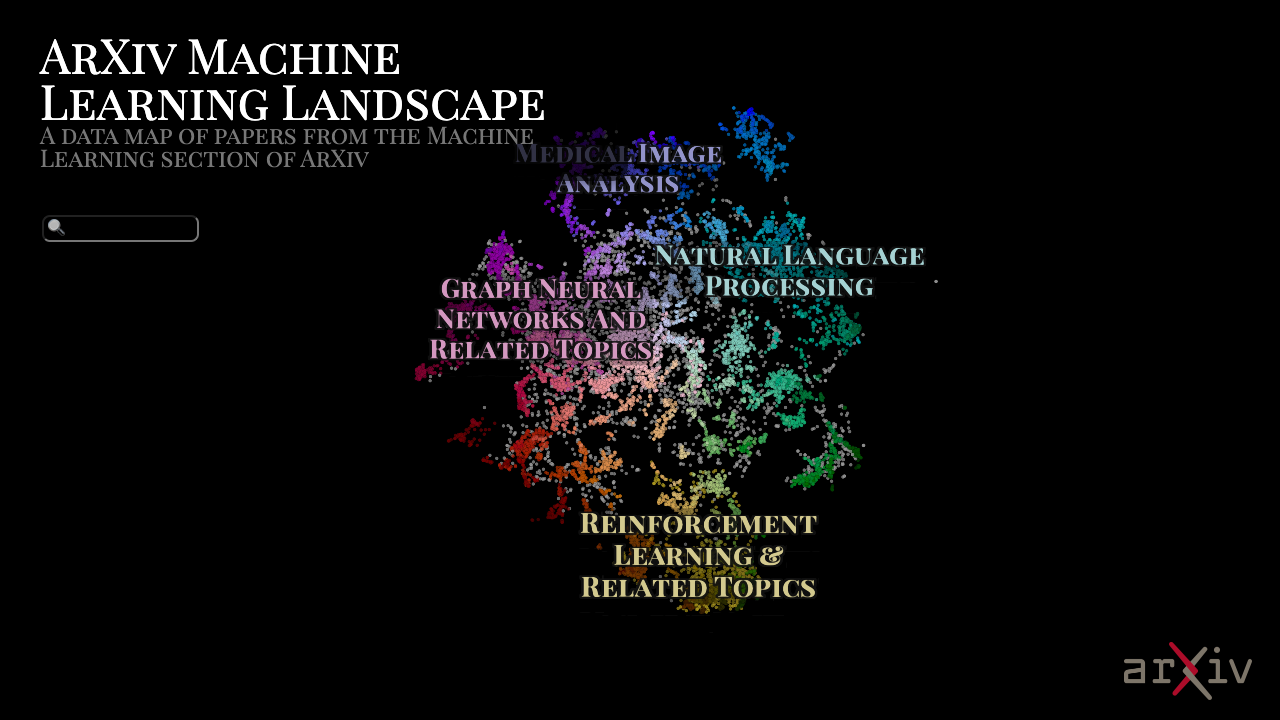 ArXiv Machine
Learning Landscape
A data map of papers from the Machine
Learning section of ArXiv
Medical Image
Analysis
Natural Language
Processing
Graph Neural
Networks and
Related Topics
Reinforcement
Learning &
Related Topics
arXiv